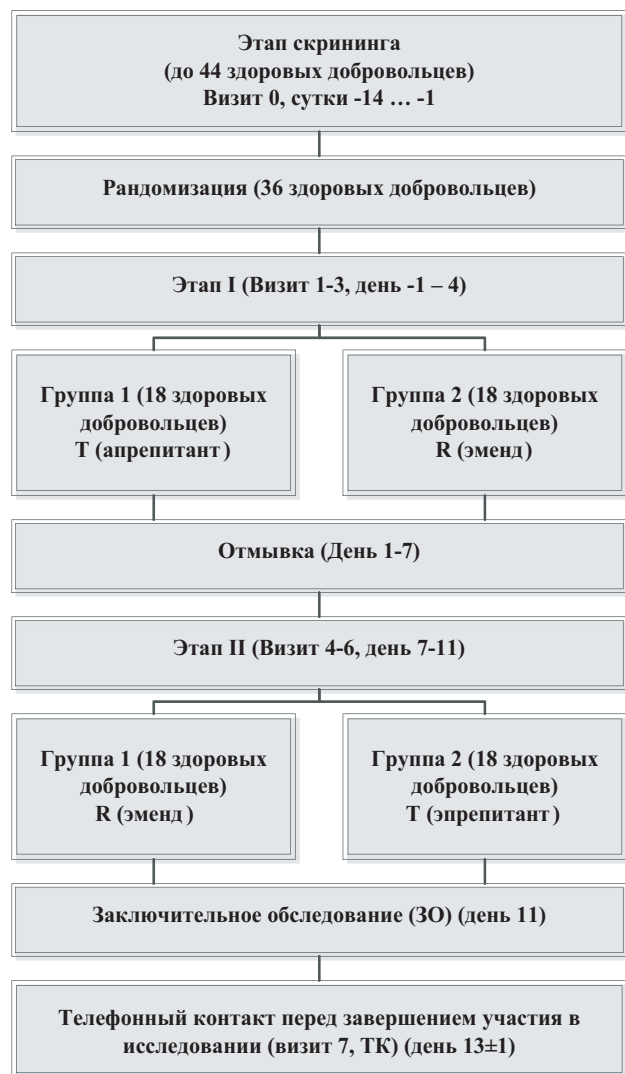 Этап скрининга
(до 44 здоровых добровольцев)
Визит 0, сутки -14 … -1
Рандомизация (36 здоровых добровольцев)
Этап I (Визит 1-3, день -1 – 4)
Группа 1 (18 здоровых
добровольцев)
T (апрепитант)
Группа 2 (18 здоровых
добровольцев)
R (эменд)
Отмывка (День 1-7)
Этап II (Визит 4-6, день 7-11)
Группа 1 (18 здоровых
добровольцев)
R (эменд)
Группа 2 (18 здоровых
добровольцев)
T (эпрепитант)
Заключительное обследование (ЗО) (день 11)
Телефонный контакт перед завершением участия в
исследовании (визит 7, ТК) (день 13±1)